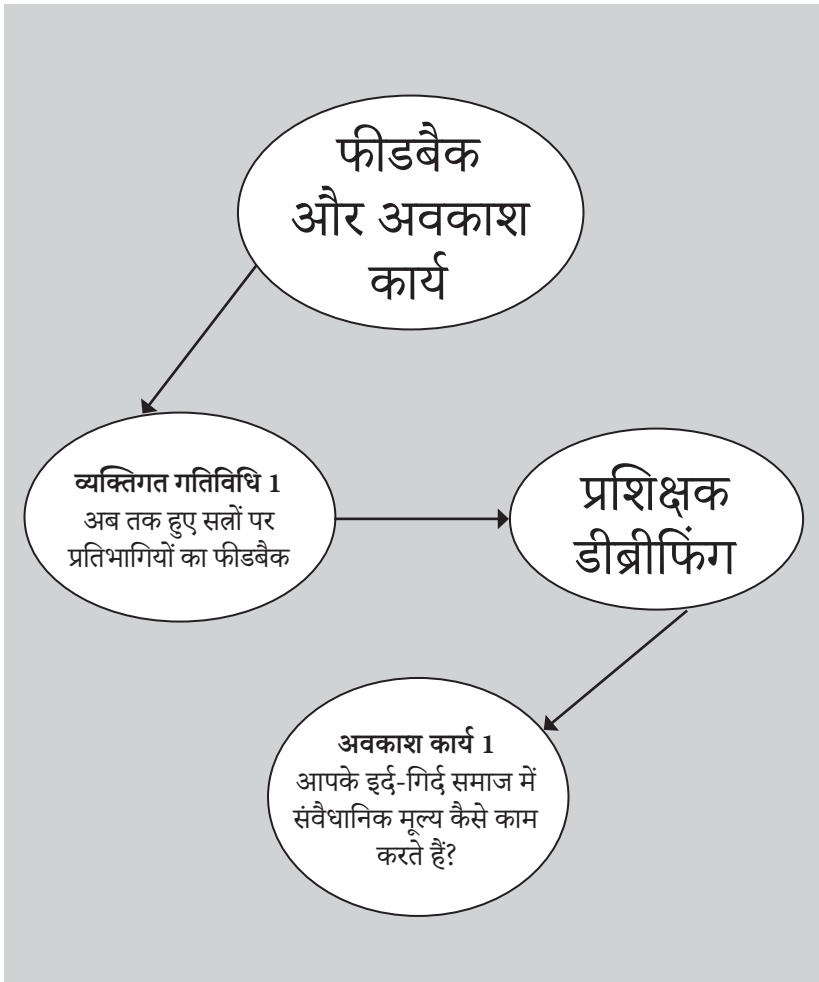 फीडबैक
और अवकाश
कार्य
व्यक्तिगत गतिविधि 1
अब तक हुए सत्रों पर
प्रतिभागियों का फीडबैक
प्रशिक्षक
डीब्रीफिंग
अवकाश कार्य 1
आपके इर्द-गिर्द समाज में
संवैधानिक मूल्य कैसे काम
करते हैं?